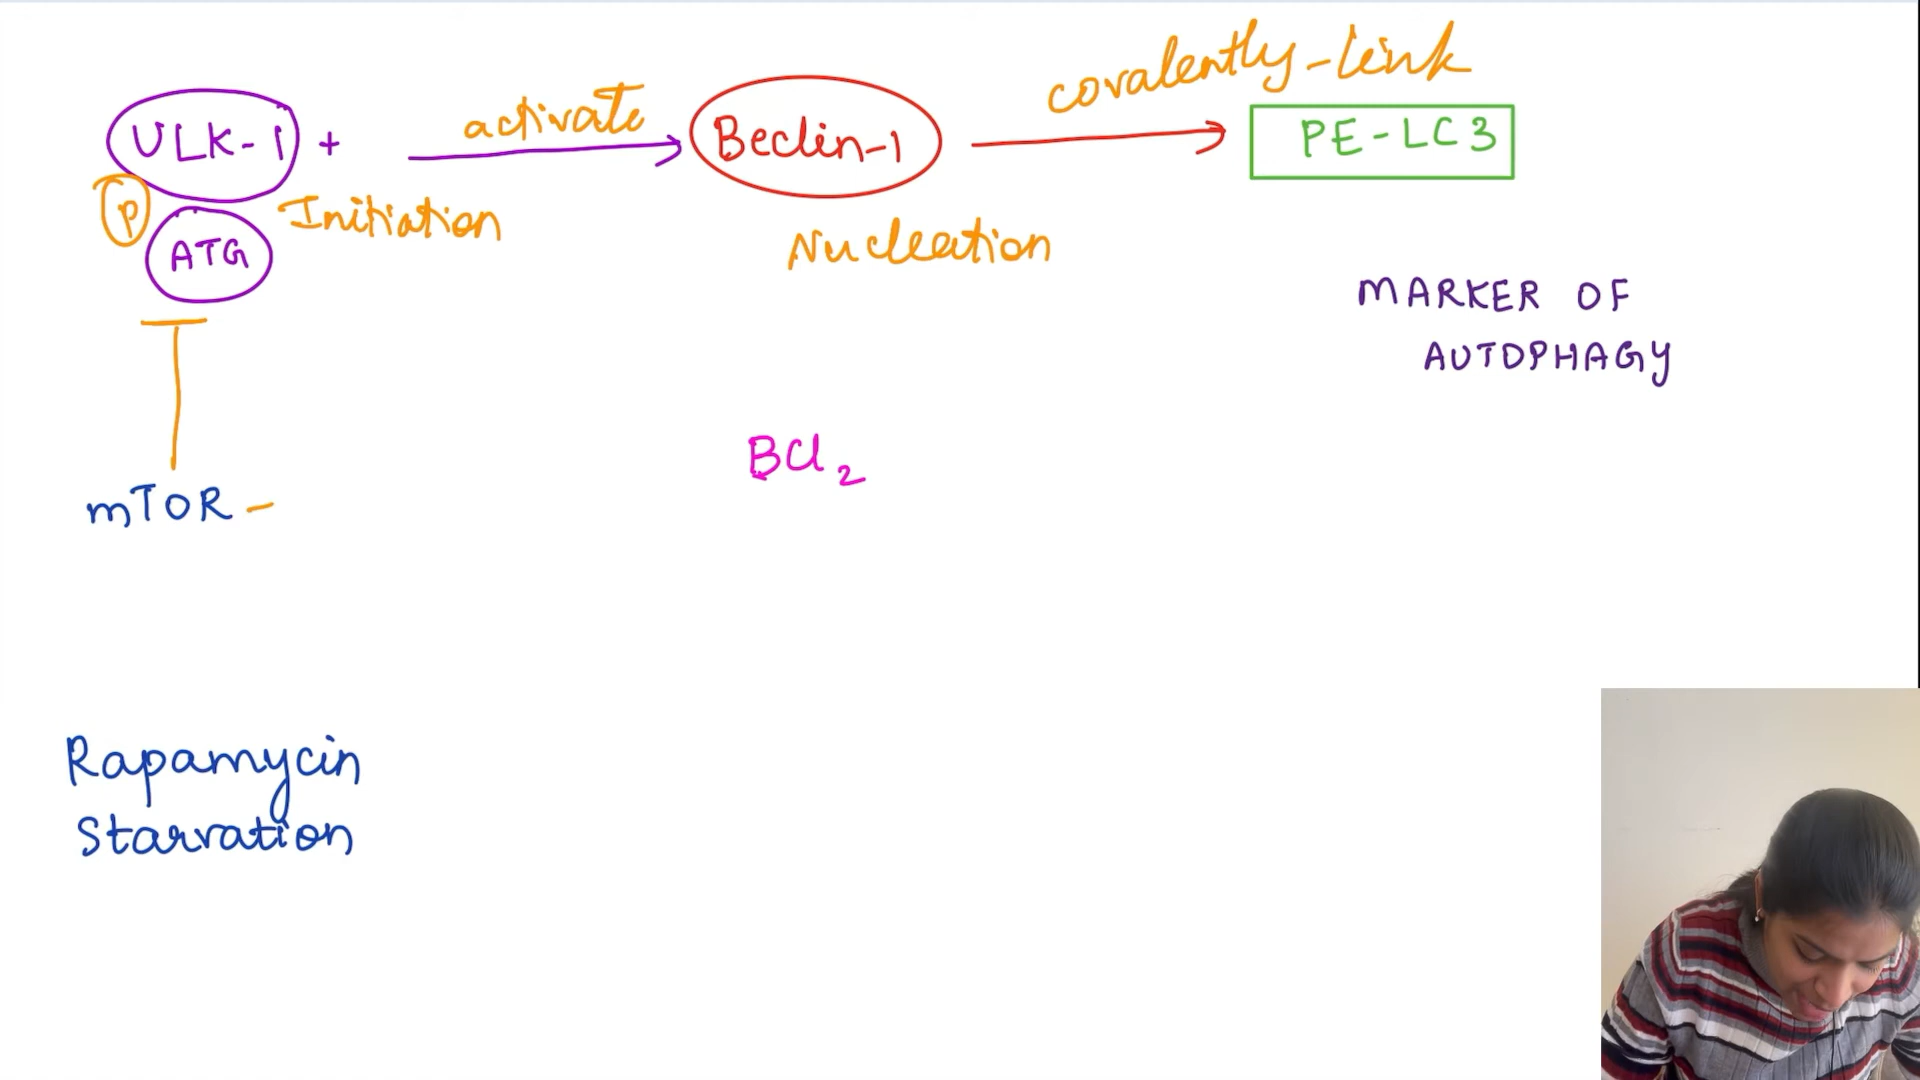 covalently-link
ULK-1 + activate Beclin-1 PE-LC3
P
ATG Initiation Nucleation
MARKER OF
AUTOPHAGY
BCl2
mTOR -
Rapamycin
Starvation